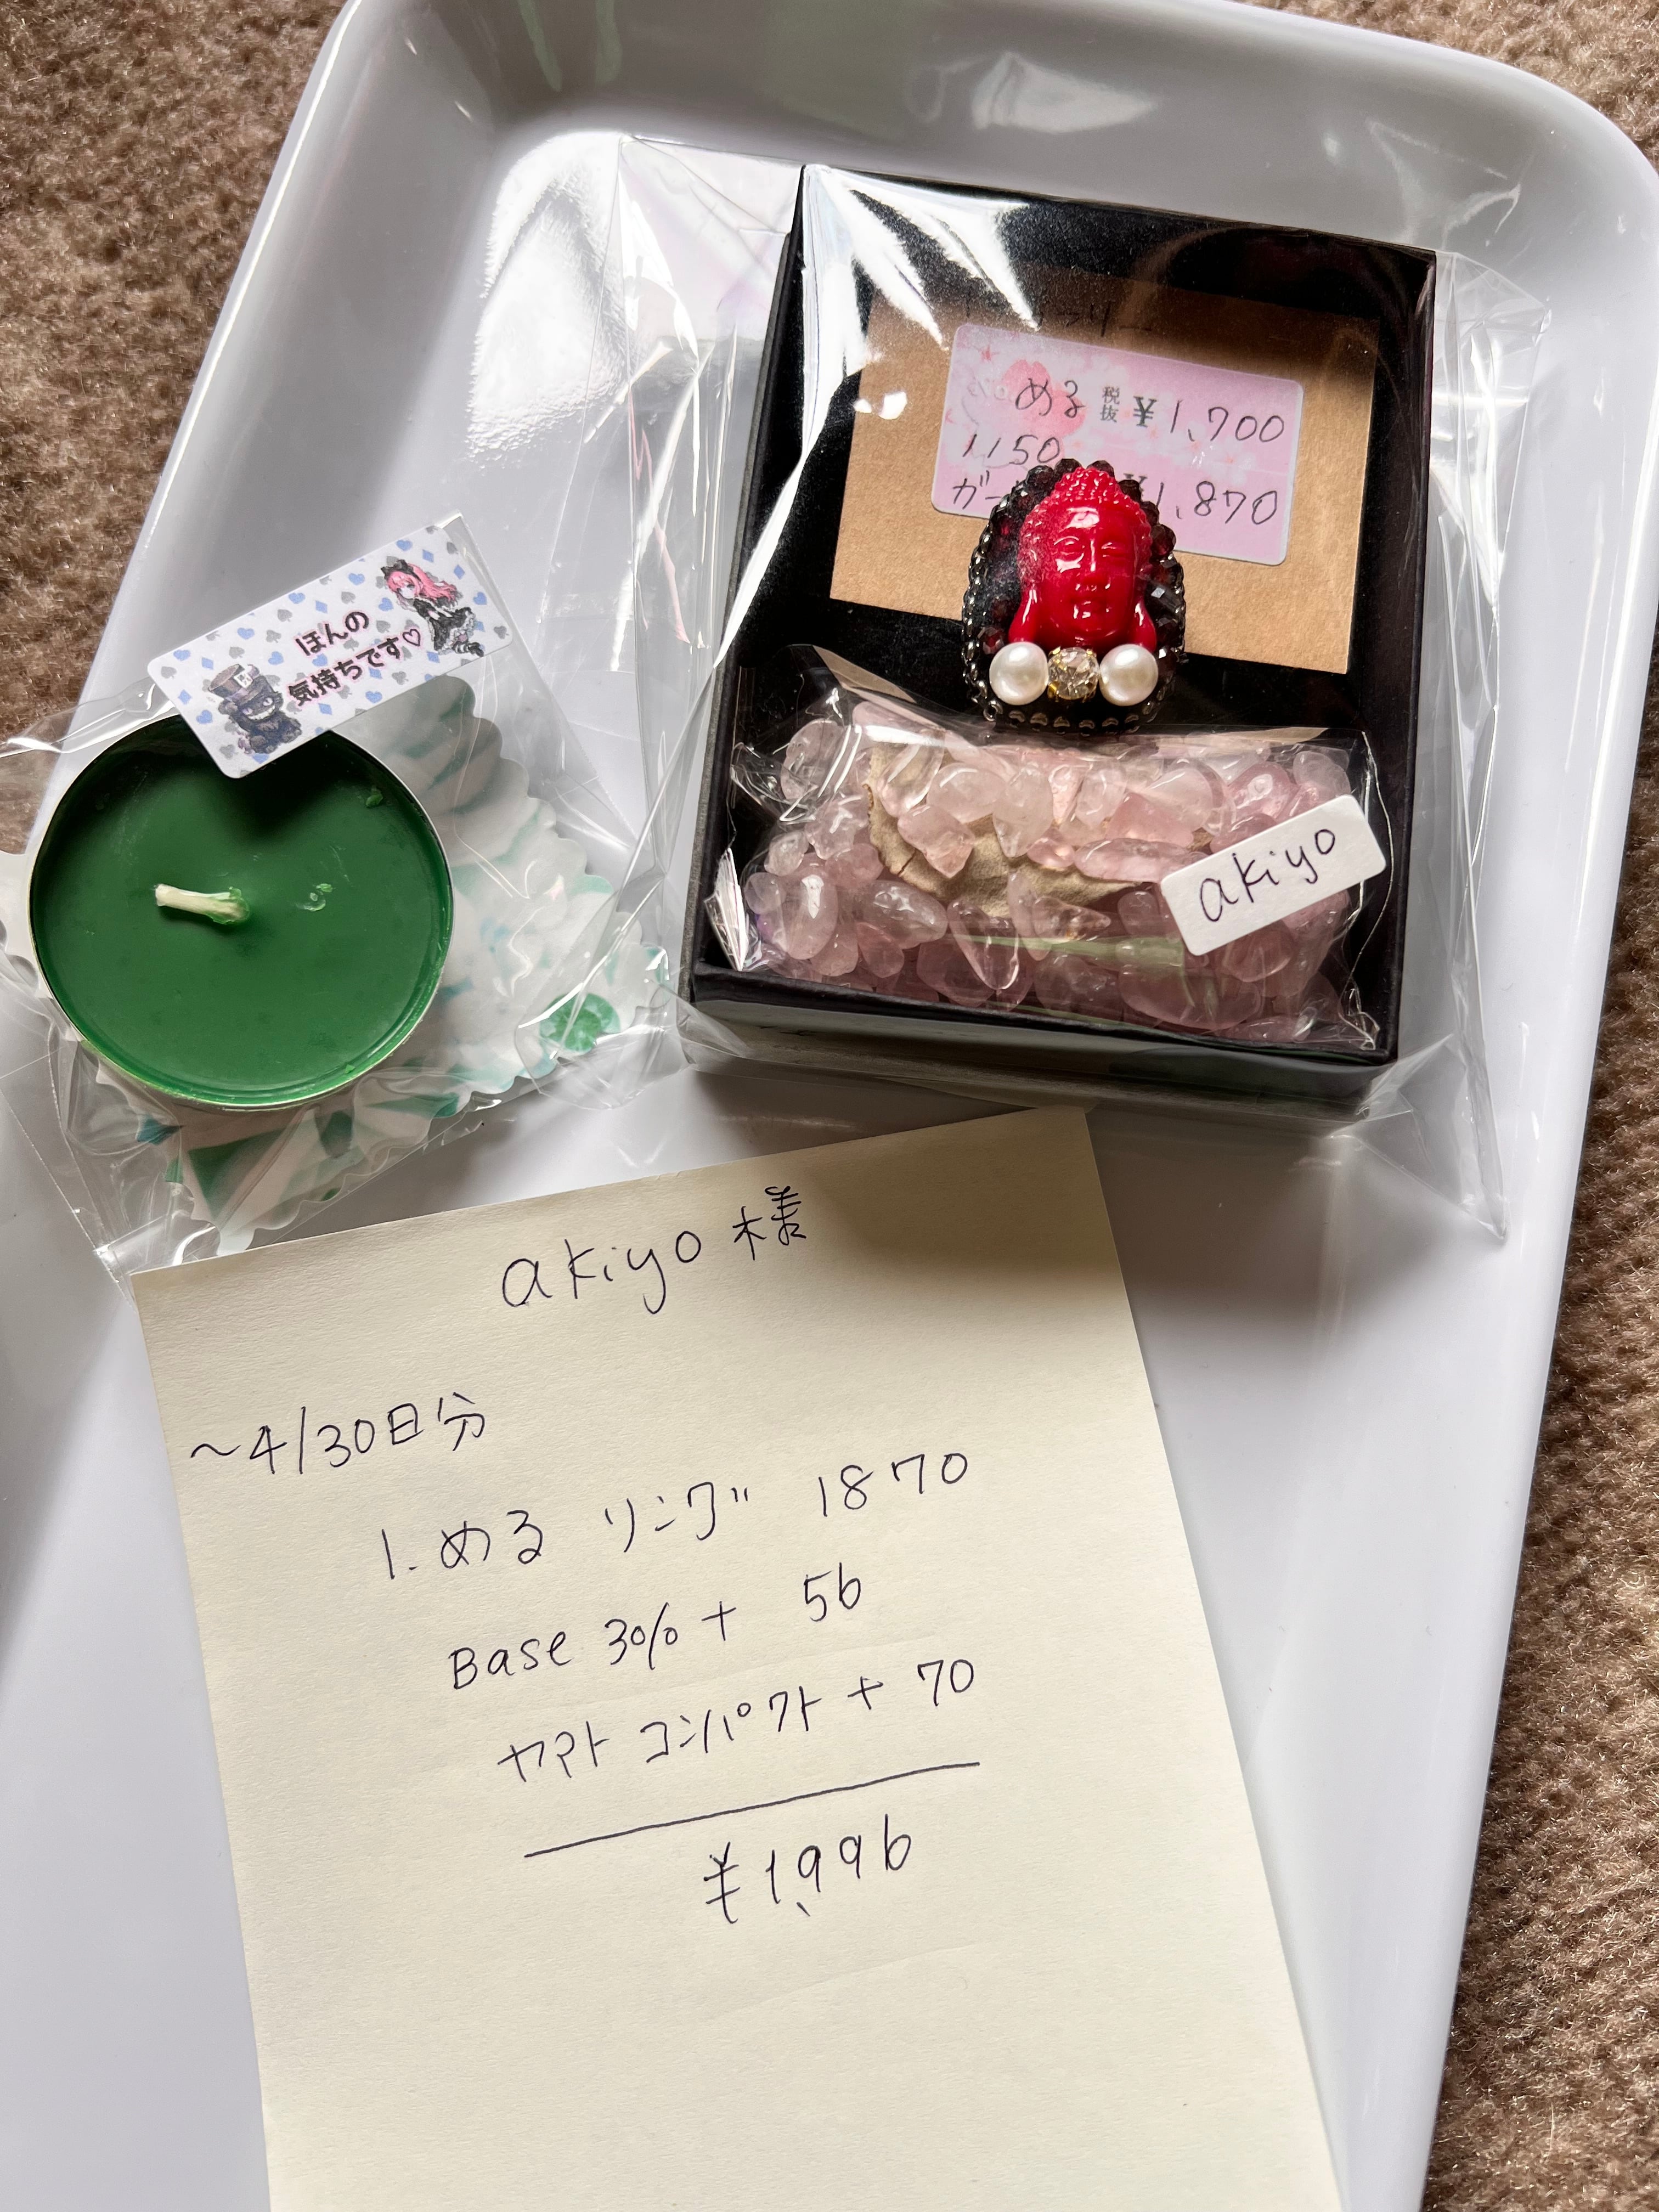 める 税抜 ¥1,700
1150
ガー ¥1,870
ほんの
気持ちです♡
akiyo
akiyo 様
～4/30日分
1. める リング 1870
Base 3%+ 56
ヤマト コンパクト + 70
¥1,996